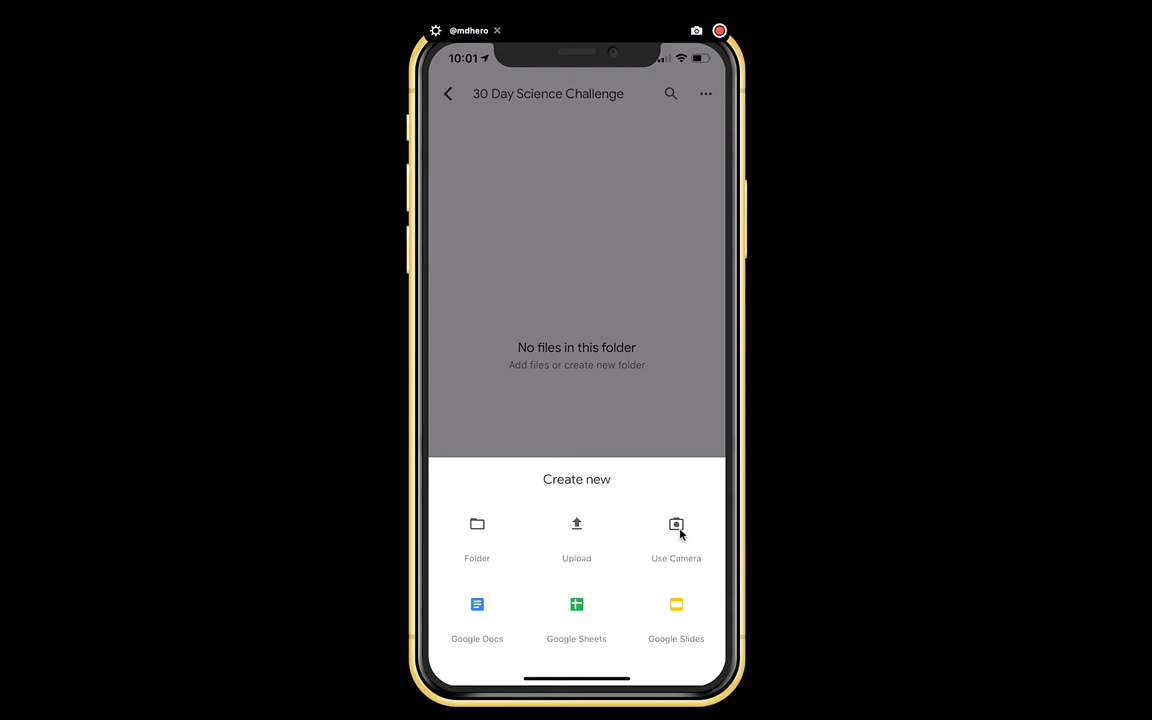 @mdhero
10:01
30 Day Science Challenge
No files in this folder
Add files or create new folder
Create new
Folder
Upload
Use Camera
Google Docs
Google Sheets
Google Slides